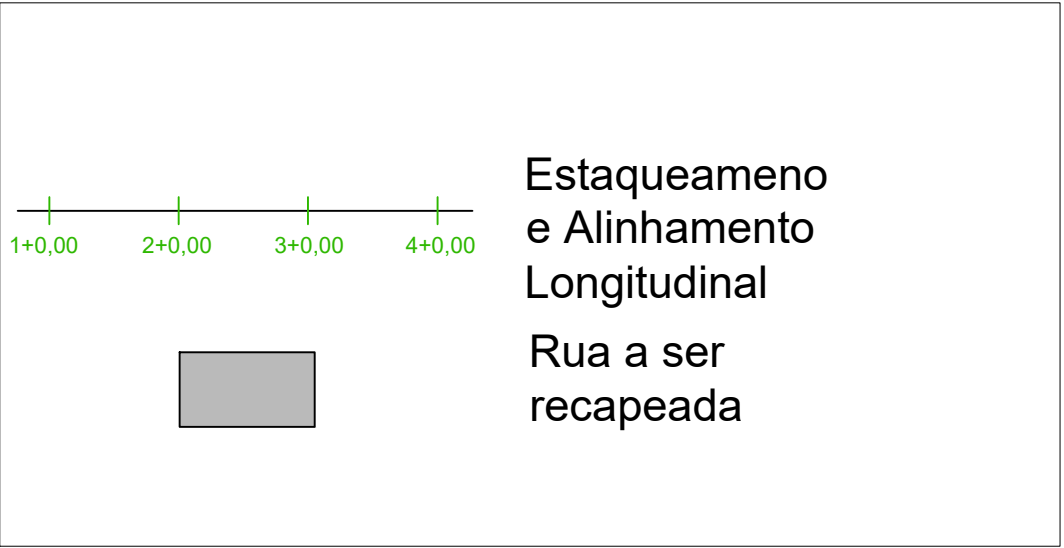 Estaqueameno
e Alinhamento
Longitudinal
1+0,00 2+0,00 3+0,00 4+0,00
Rua a ser
recapeada